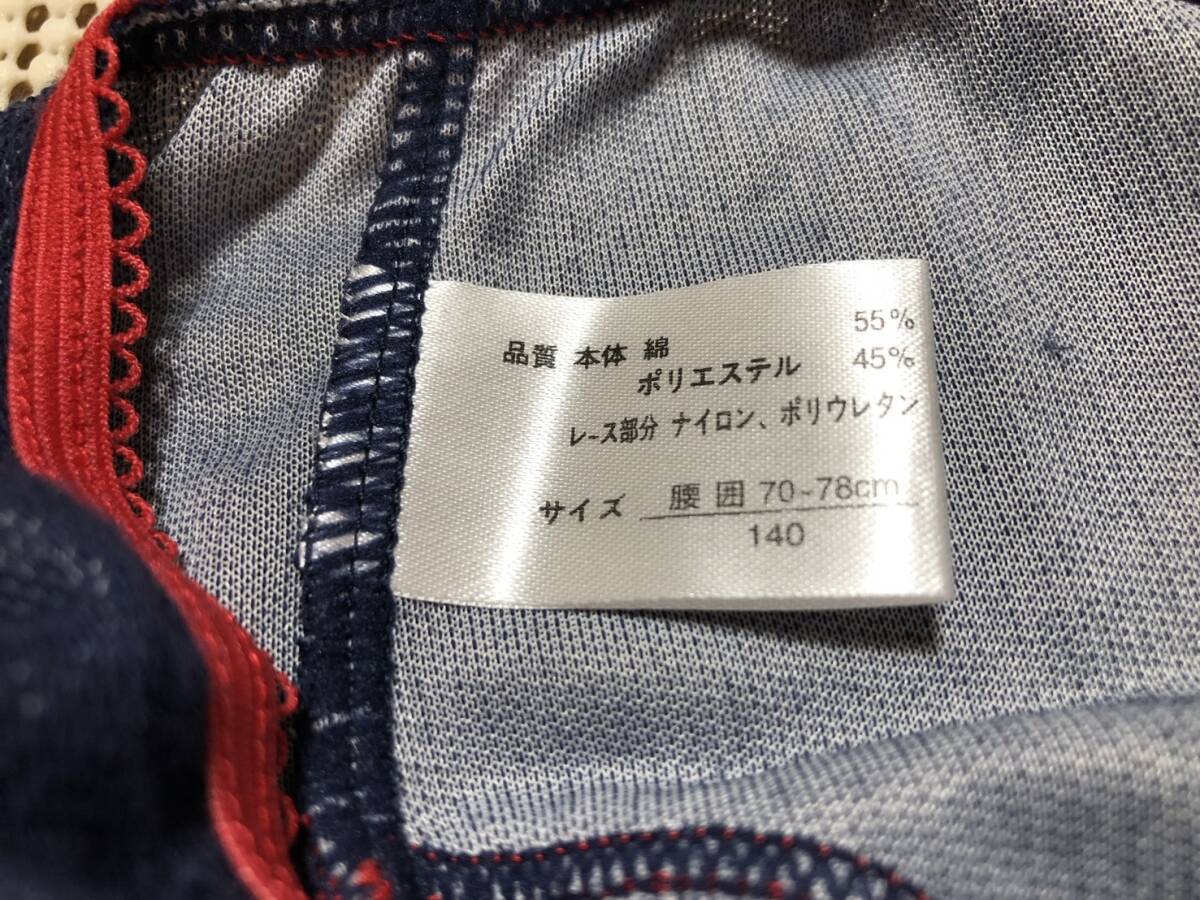 品質 本体 綿 55%
ポリエステル 45%
レース部分 ナイロン、ポリウレタン
サイズ 腰囲 70~78cm
140